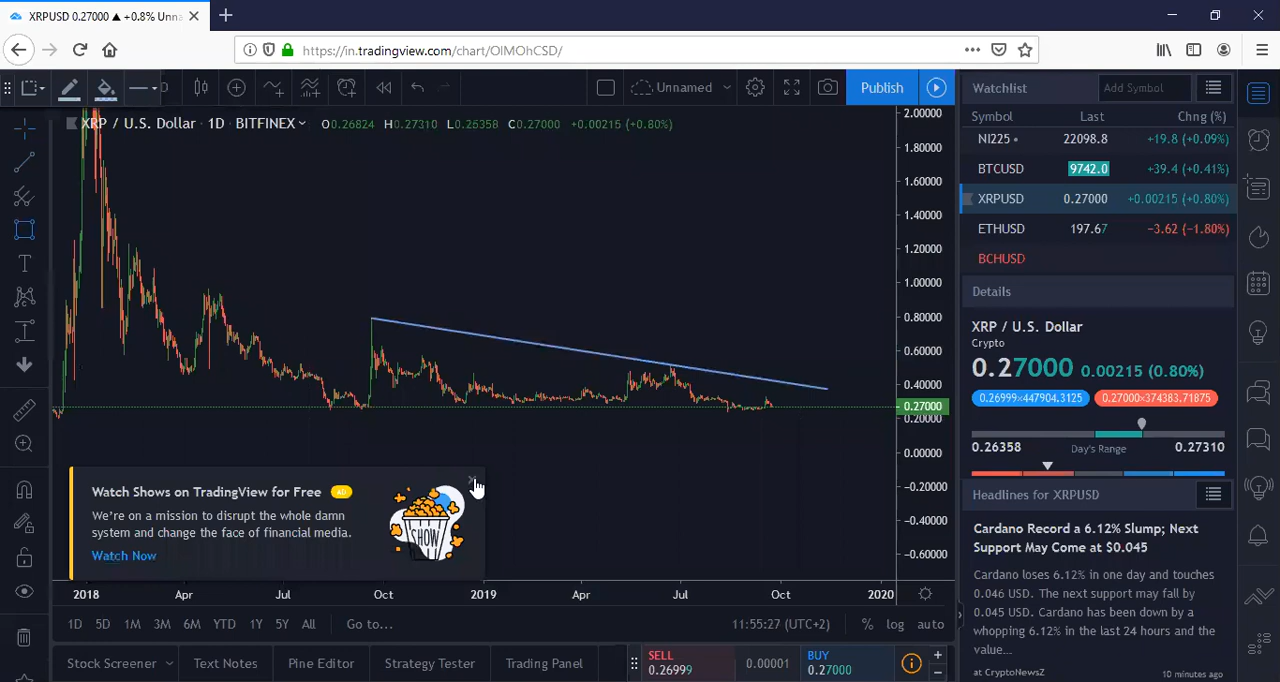 XRPUSD 0.27000 ▲ +0.8% Unna
https://in.tradingview.com/chart/OIMOhCSD/
Unnamed
Publish
XRP / U.S. Dollar · 1D · BITFINEX
O0.26824 H0.27310 L0.26358 C0.27000 +0.00215 (+0.80%)
2.00000
1.80000
1.60000
1.40000
1.20000
1.00000
0.80000
0.60000
0.40000
0.27000
0.20000
0.00000
−0.20000
−0.40000
−0.60000
Watch Shows on TradingView for Free AD
We're on a mission to disrupt the whole damn
system and change the face of financial media.
Watch Now
SHOW
2018 Apr Jul Oct 2019 Apr Jul Oct 2020
1D 5D 1M 3M 6M YTD 1Y 5Y All Go to...
11:55:27 (UTC+2) % log auto
Stock Screener Text Notes Pine Editor Strategy Tester Trading Panel
SELL
0.26999
0.00001
BUY
0.27000
Watchlist
Add Symbol
Symbol Last Chng (%)
NI225 22098.8 +19.8 (+0.09%)
BTCUSD 9742.0 +39.4 (+0.41%)
XRPUSD 0.27000 +0.00215 (+0.80%)
ETHUSD 197.67 −3.62 (−1.80%)
BCHUSD
Details
XRP / U.S. Dollar
Crypto
0.27000 0.00215 (0.80%)
0.26999×447904.3125 0.27000×374383.71875
0.26358 Day's Range 0.27310
Headlines for XRPUSD
Cardano Record a 6.12% Slump; Next
Support May Come at $0.045
Cardano loses 6.12% in one day and touches
0.046 USD. The next support may fall by
0.045 USD. Cardano has been down by a
whopping 6.12% in the last 24 hours and the
value...
at CryptoNewsZ 10 minutes ago